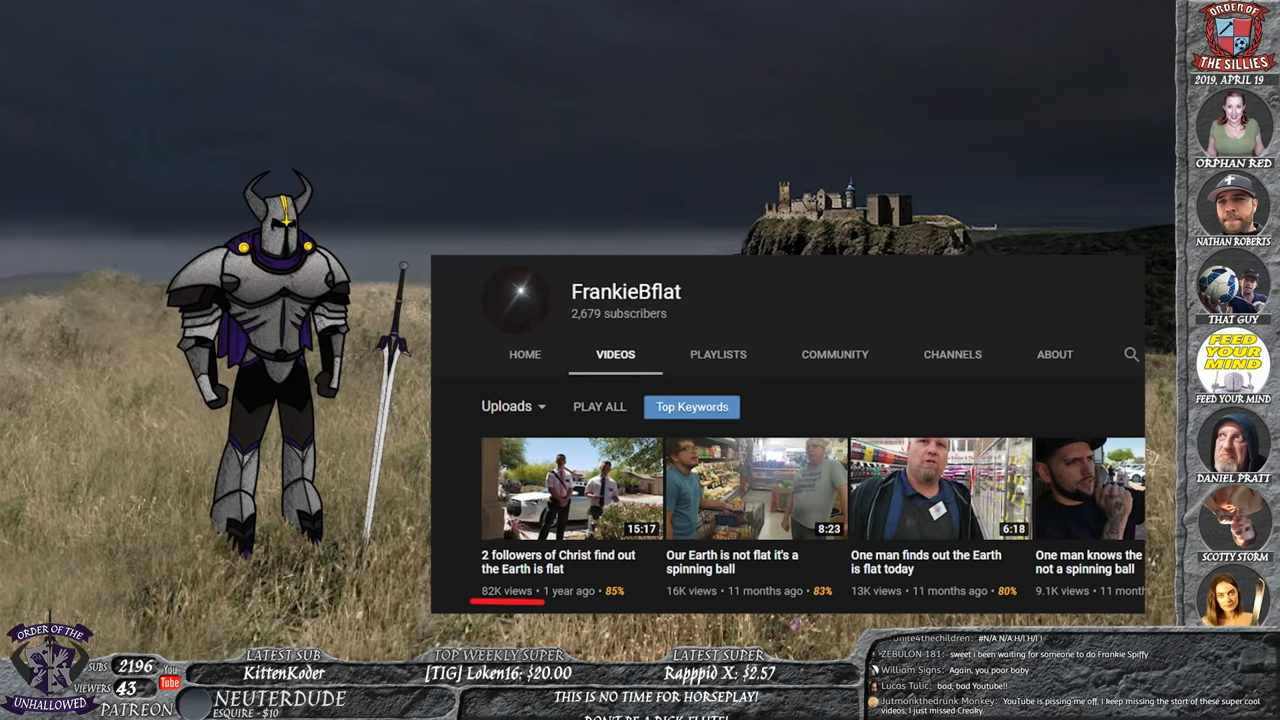 ORDER OF
THE SILLIES
2019, APRIL 19
ORPHAN RED
NATHAN ROBERTS
THAT GUY
FEED
YOUR
MIND
FEED YOUR MIND
DANIEL PRATT
SCOTTY STORM
FrankieBflat
2,679 subscribers
HOME VIDEOS PLAYLISTS COMMUNITY CHANNELS ABOUT
Uploads PLAY ALL Top Keywords
15:17 8:23 6:18
2 followers of Christ find out
the Earth is flat
82K views • 1 year ago • 85%
Our Earth is not flat it's a
spinning ball
16K views • 11 months ago • 83%
One man finds out the Earth
is flat today
13K views • 11 months ago • 80%
One man knows the
not a spinning ball
9.1K views • 11 month
ORDER OF THE
UNHALLOWED
SUBS 2196
VIEWERS 43
You
Tube
PATREON
LATEST SUB
KittenKoder
TOP WEEKLY SUPER
[TIG] Loken16: $20.00
LATEST SUPER
Rapppid X: $2.57
NEUTERDUDE
ESQUIRE - $10
THIS IS NO TIME FOR HORSEPLAY!
DON'T BE A DICK FLUTE!
ZEBULON 181: sweet i been waiting for someone to do Frankie Spiffy
William Signs: Again, you poor baby
Lucas Tulic: bad, bad Youtube!!
Jutmonkthedrunk Monkey: YouTube is pissing me off, I keep missing the start of these super cool
videos, I just missed Creaky.